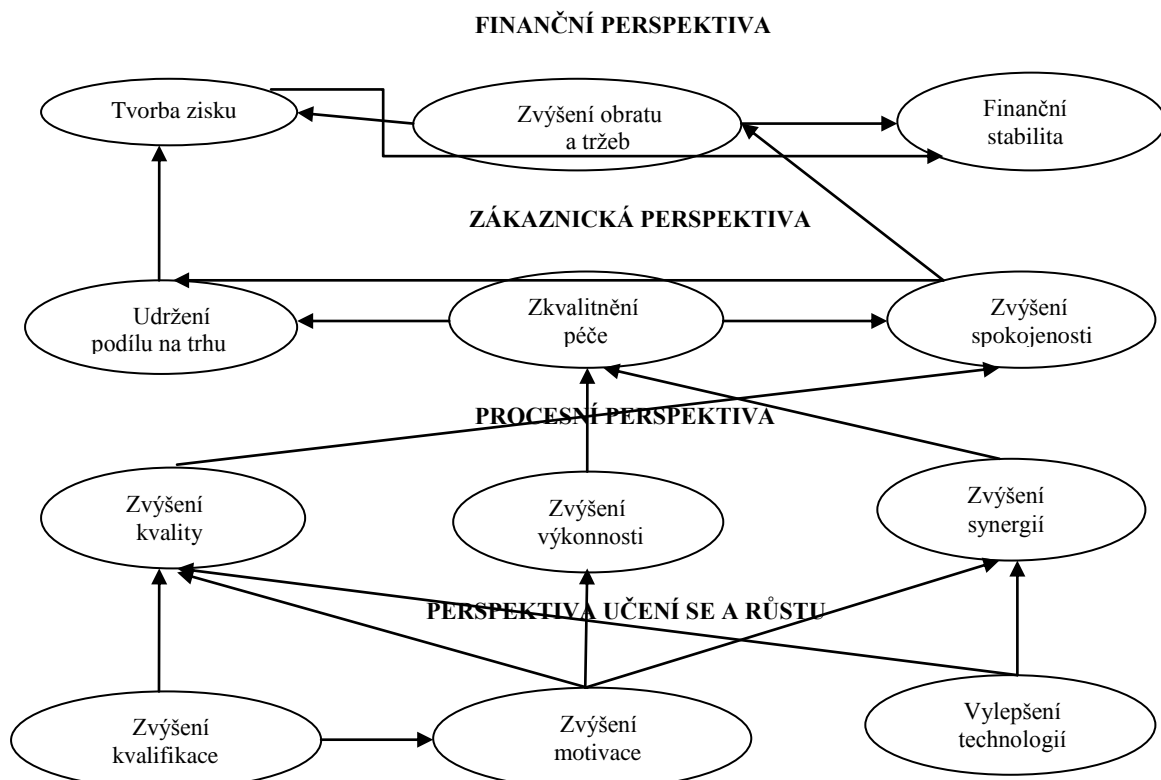 FINANČNÍ PERSPEKTIVA
Tvorba zisku
Zvýšení obratu
a tržeb
Finanční
stabilita
ZÁKAZNICKÁ PERSPEKTIVA
Udržení
podílu na trhu
Zkvalitnění
péče
Zvýšení
spokojenosti
PROCESNÍ PERSPEKTIVA
Zvýšení
kvality
Zvýšení
výkonnosti
Zvýšení
synergií
PERSPEKTIVA UČENÍ SE A RŮSTU
Zvýšení
kvalifikace
Zvýšení
motivace
Vylepšení
technologií